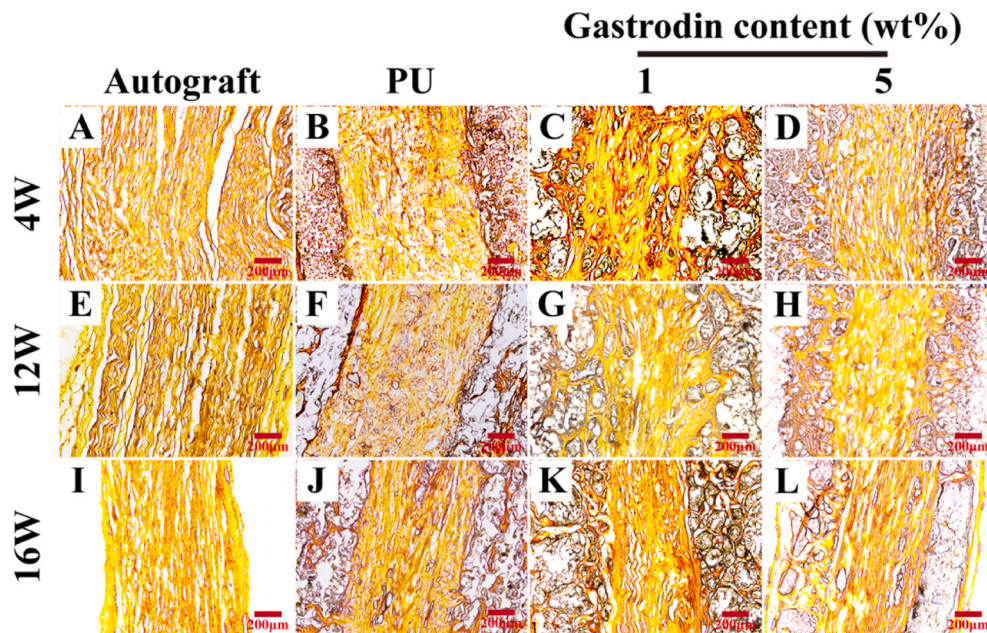 Gastrodin content (wt%)
Autograft PU 1 5
4W
A B C D
200μm 200μm 200μm 200μm
12W
E F G H
200μm 200μm 200μm 200μm
16W
I J K L
200μm 200μm 200μm 200μm